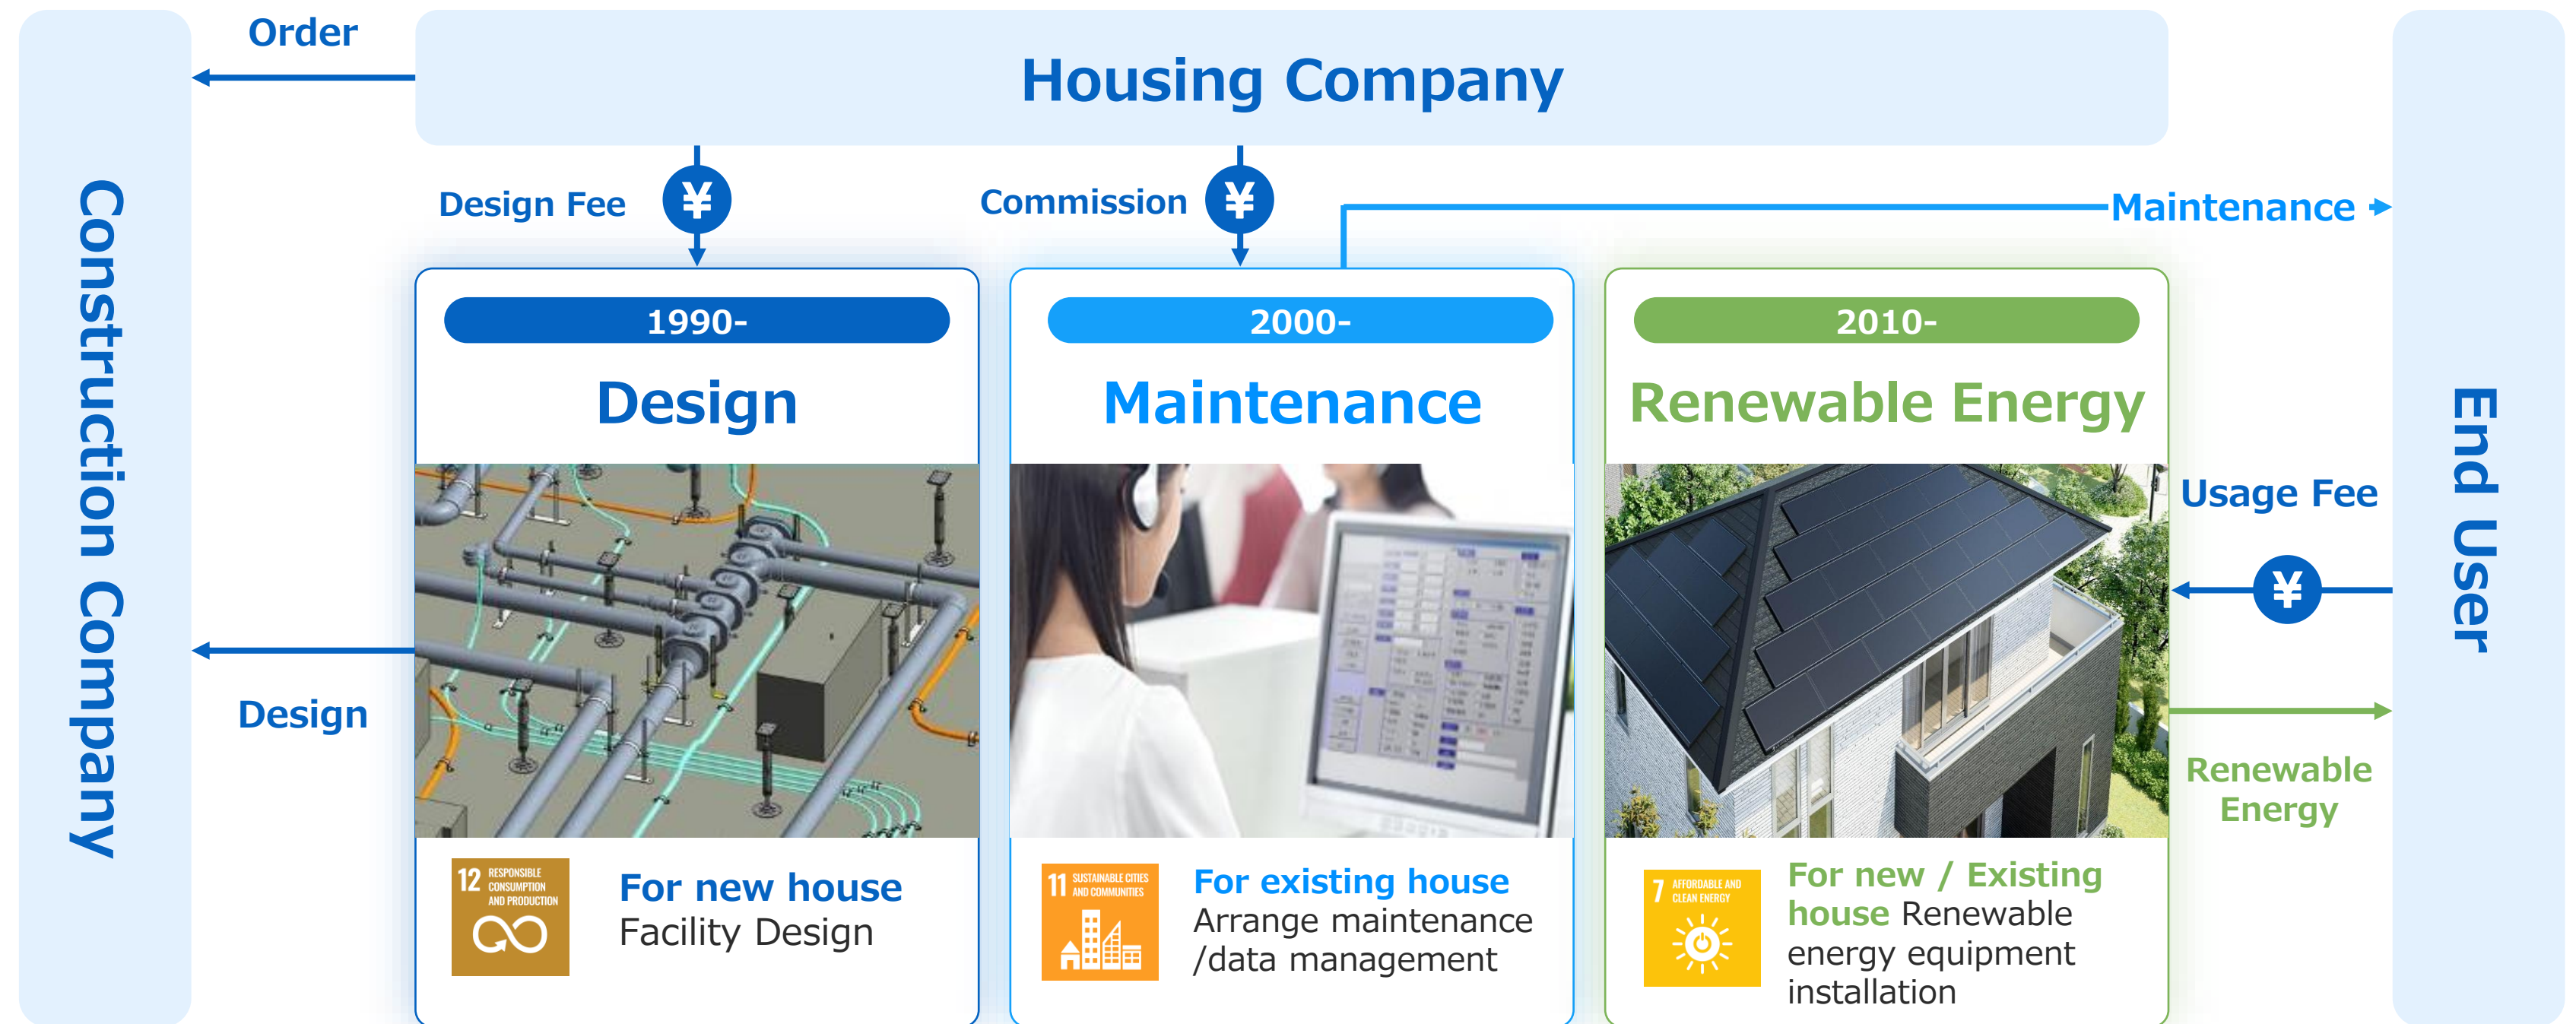 Order
Housing Company
Construction Company
Design Fee
¥
Commission
¥
Maintenance
1990-
Design
2000-
Maintenance
2010-
Renewable Energy
Usage Fee
¥
End User
Design
Renewable
Energy
12 RESPONSIBLE
CONSUMPTION
AND PRODUCTION
For new house
Facility Design
11 SUSTAINABLE CITIES
AND COMMUNITIES
For existing house
Arrange maintenance
/data management
7 AFFORDABLE AND
CLEAN ENERGY
For new / Existing
house Renewable
energy equipment
installation